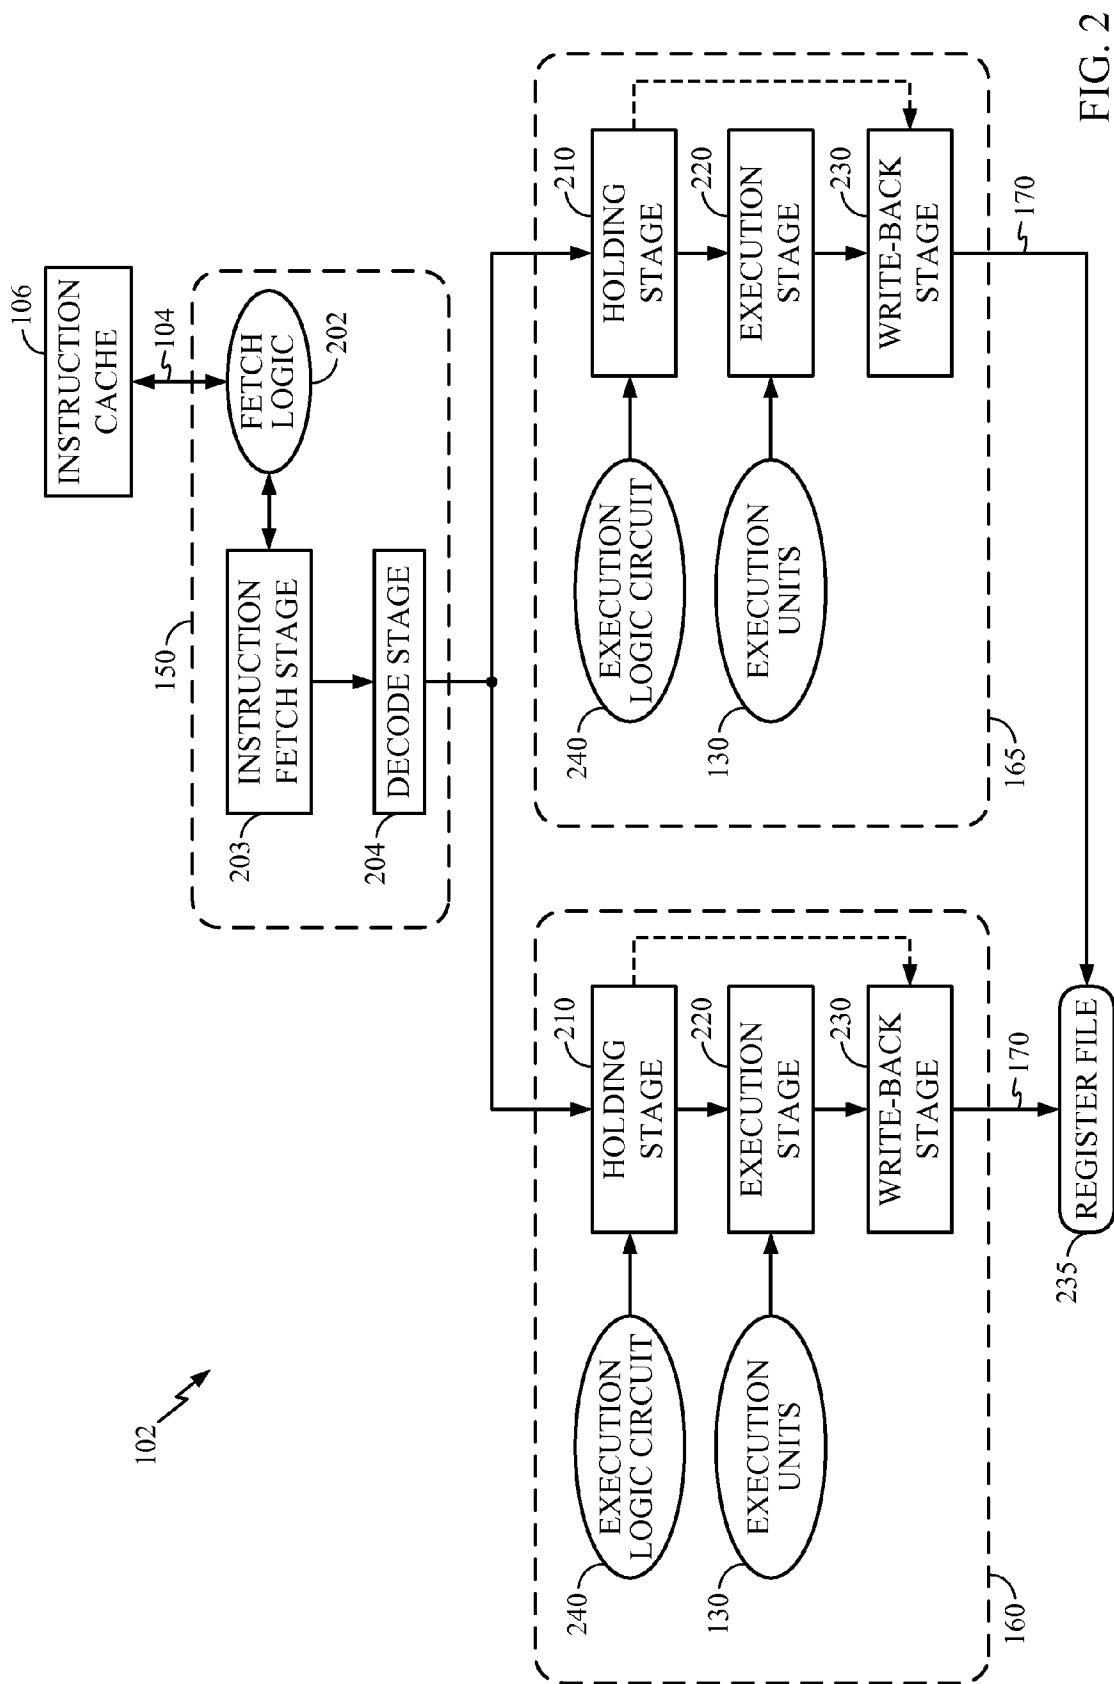 102
106
INSTRUCTION
CACHE
104
150
INSTRUCTION
FETCH STAGE
203
FETCH
LOGIC
202
DECODE STAGE
204
240
EXECUTION
LOGIC CIRCUIT
HOLDING
STAGE
210
130
EXECUTION
UNITS
EXECUTION
STAGE
220
WRITE-BACK
STAGE
230
160
170
240
EXECUTION
LOGIC CIRCUIT
HOLDING
STAGE
210
130
EXECUTION
UNITS
EXECUTION
STAGE
220
WRITE-BACK
STAGE
230
165
170
235
REGISTER FILE
FIG. 2